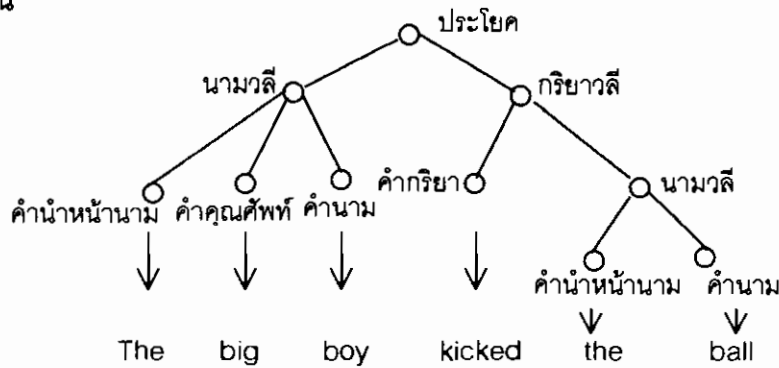 ประโยค
นามวลี กริยาวลี
คำนำหน้านาม คำคุณศัพท์ คำนาม คำกริยา นามวลี
คำนำหน้านาม คำนาม
The big boy kicked the ball